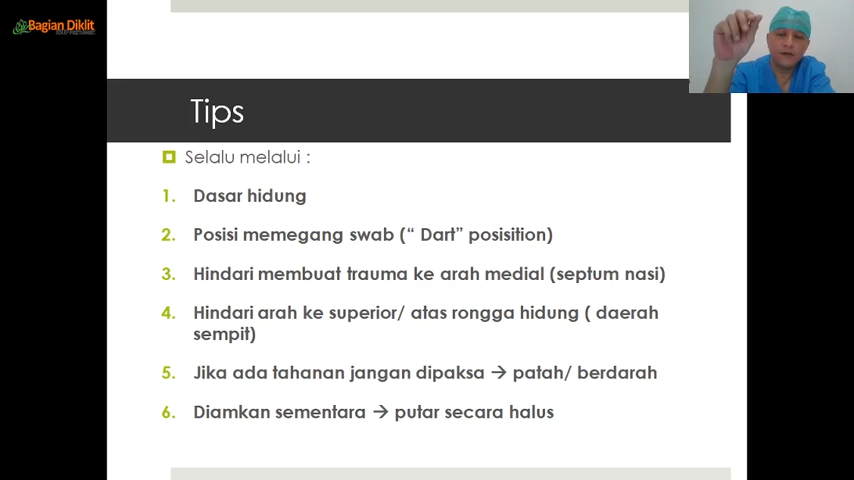 Bagian Diklit
Tips
Selalu melalui :
1. Dasar hidung
2. Posisi memegang swab (“ Dart” posisition)
3. Hindari membuat trauma ke arah medial (septum nasi)
4. Hindari arah ke superior/ atas rongga hidung ( daerah
sempit)
5. Jika ada tahanan jangan dipaksa → patah/ berdarah
6. Diamkan sementara → putar secara halus